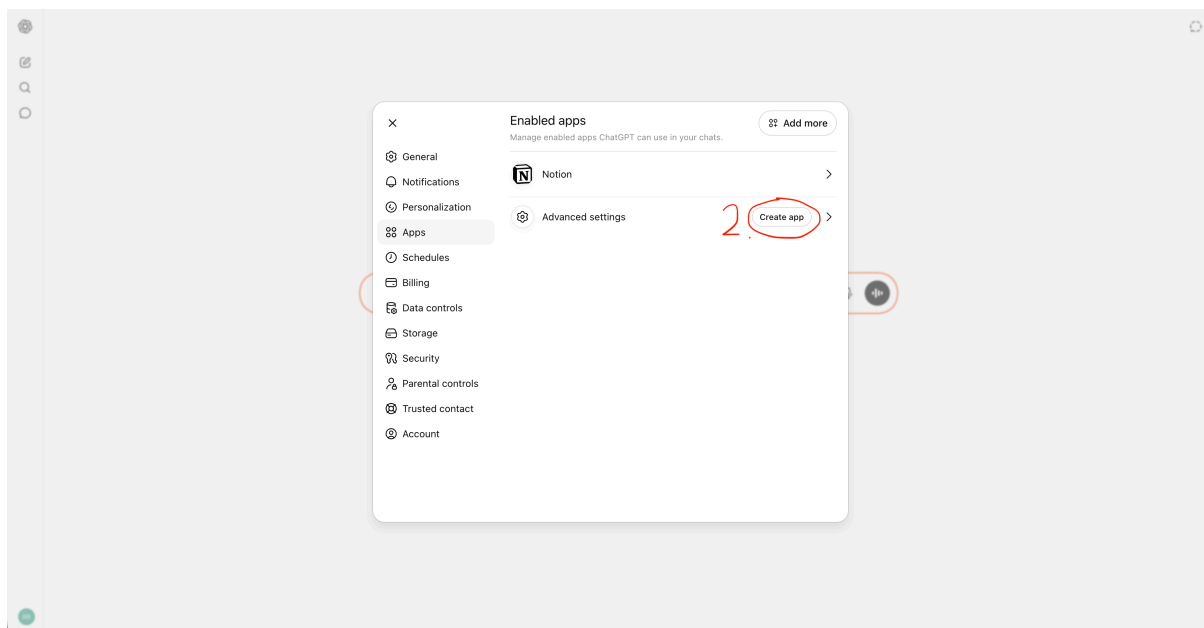 Enabled apps
Manage enabled apps ChatGPT can use in your chats.
Add more
General
Notifications
Personalization
Apps
Schedules
Billing
Data controls
Storage
Security
Parental controls
Trusted contact
Account
Notion
Advanced settings
2.
Create app